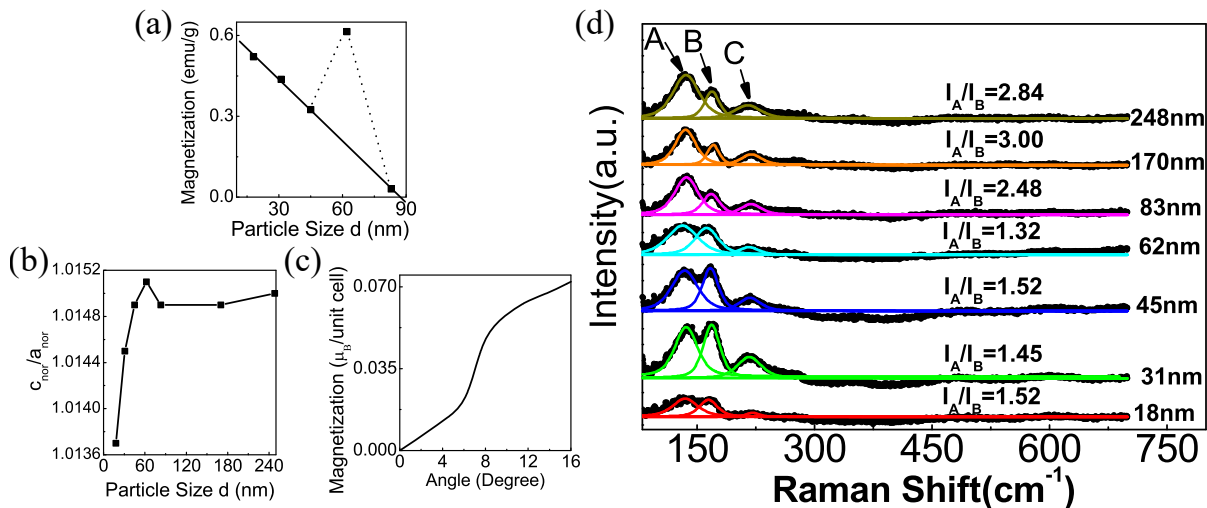 (a)
0.6
0.3
0.0
Magnetization (emu/g)
30 60 90
Particle Size d (nm)
(b)
1.0152
1.0148
1.0144
1.0140
1.0136
c_nor/a_nor
0 60 120 180 240
Particle Size d (nm)
(c)
0.070
0.035
0.000
Magnetization (μ_B/unit cell)
0 4 8 12 16
Angle (Degree)
(d)
A B C
I_A/I_B=2.84
248nm
I_A/I_B=3.00
170nm
I_A/I_B=2.48
83nm
I_A/I_B=1.32
62nm
I_A/I_B=1.52
45nm
I_A/I_B=1.45
31nm
I_A/I_B=1.52
18nm
Intensity(a.u.)
150 300 450 600 750
Raman Shift(cm⁻¹)